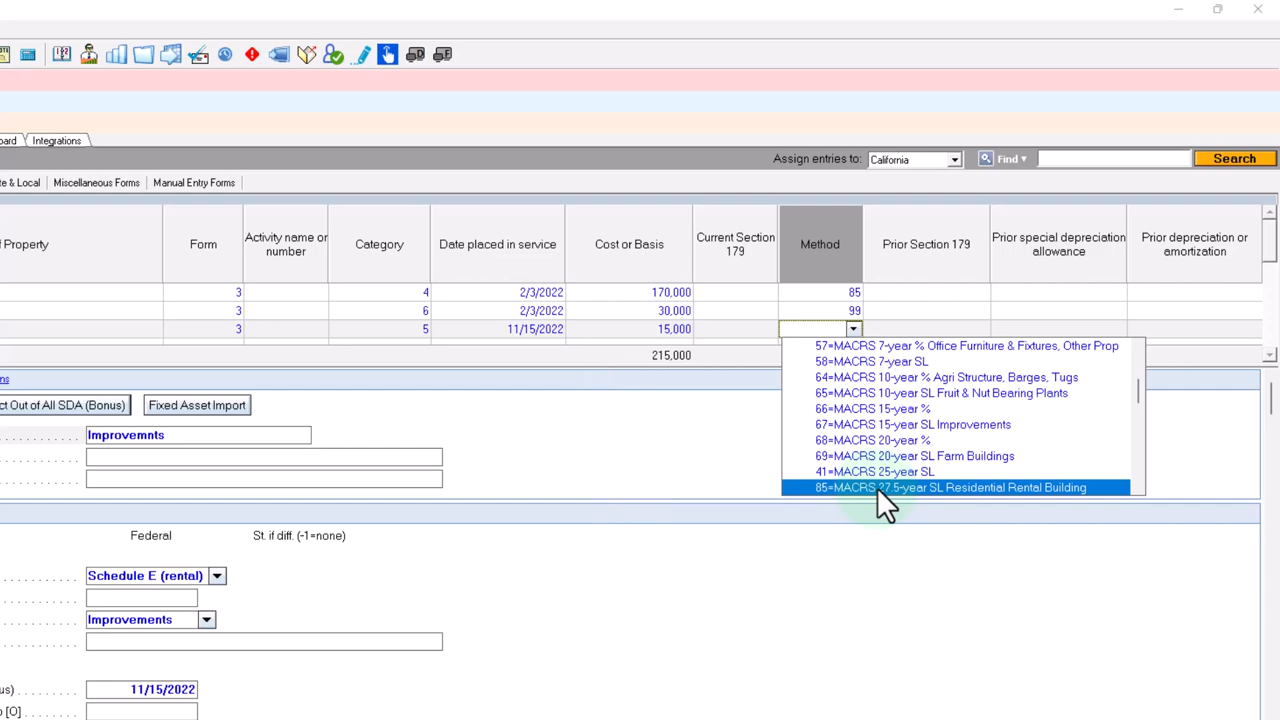 oard
Integrations
Assign entries to:
California
Find
Search
te & Local
Miscellaneous Forms
Manual Entry Forms
f Property
Form
Activity name or
number
Category
Date placed in service
Cost or Basis
Current Section
179
Method
Prior Section 179
Prior special depreciation
allowance
Prior depreciation or
amortization
3 4 2/3/2022 170,000 85
3 6 2/3/2022 30,000 99
3 5 11/15/2022 15,000
215,000
57=MACRS 7-year % Office Furniture & Fixtures, Other Prop
58=MACRS 7-year SL
64=MACRS 10-year % Agri Structure, Barges, Tugs
65=MACRS 10-year SL Fruit & Nut Bearing Plants
66=MACRS 15-year %
67=MACRS 15-year SL Improvements
68=MACRS 20-year %
69=MACRS 20-year SL Farm Buildings
41=MACRS 25-year SL
85=MACRS 27.5-year SL Residential Rental Building
ns
ct Out of All SDA (Bonus)
Fixed Asset Import
Improvemnts
Federal
St. if diff. (-1=none)
Schedule E (rental)
Improvements
us)
11/15/2022
o [O]